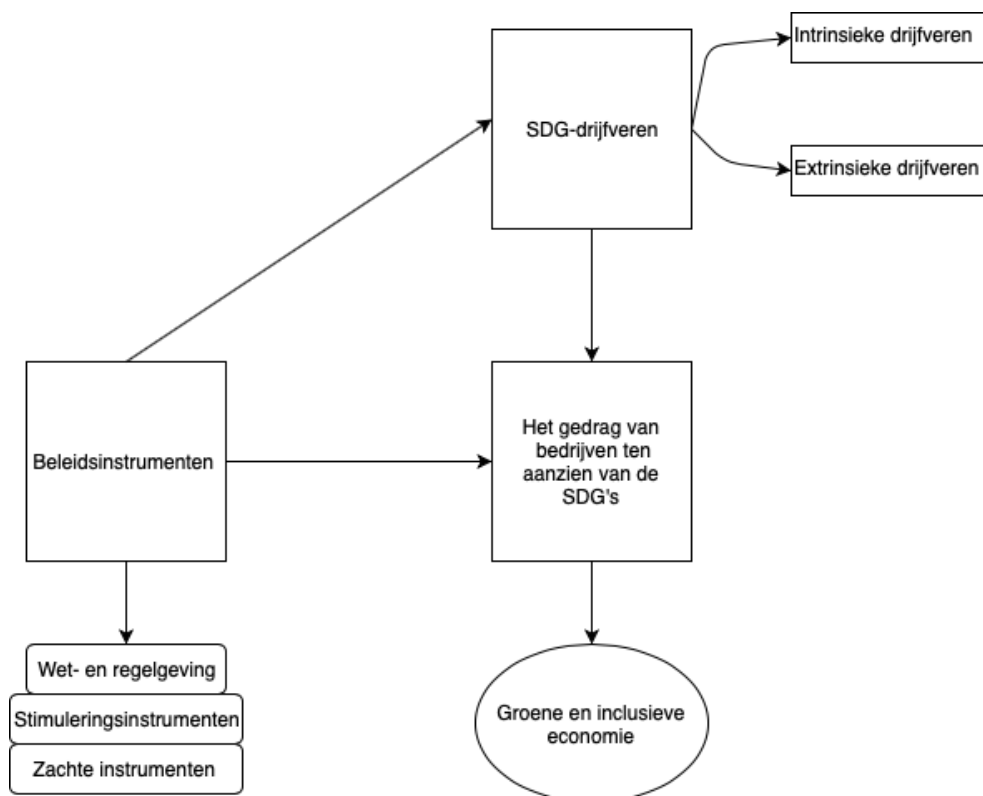 Intrinsieke drijfveren
SDG-drijfveren
Extrinsieke drijfveren
Beleidsinstrumenten
Het gedrag van
bedrijven ten
aanzien van de
SDG's
Wet- en regelgeving
Stimuleringsinstrumenten
Zachte instrumenten
Groene en inclusieve
economie